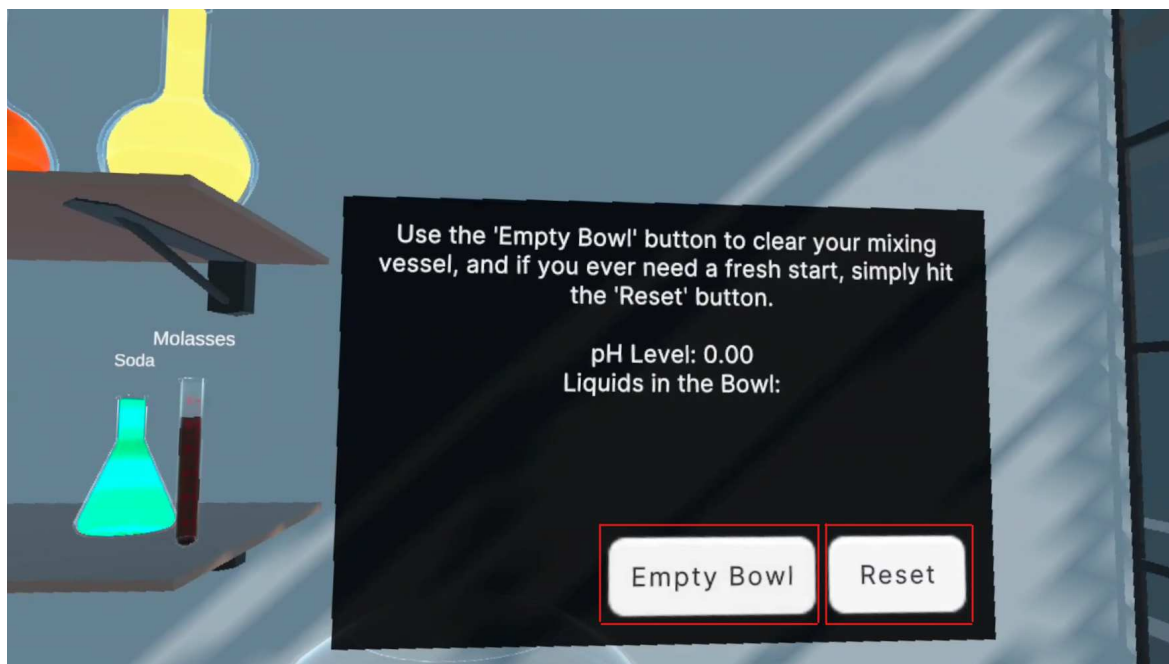 Use the 'Empty Bowl' button to clear your mixing
vessel, and if you ever need a fresh start, simply hit
the 'Reset' button.
Molasses
Soda
pH Level: 0.00
Liquids in the Bowl:
Empty Bowl
Reset